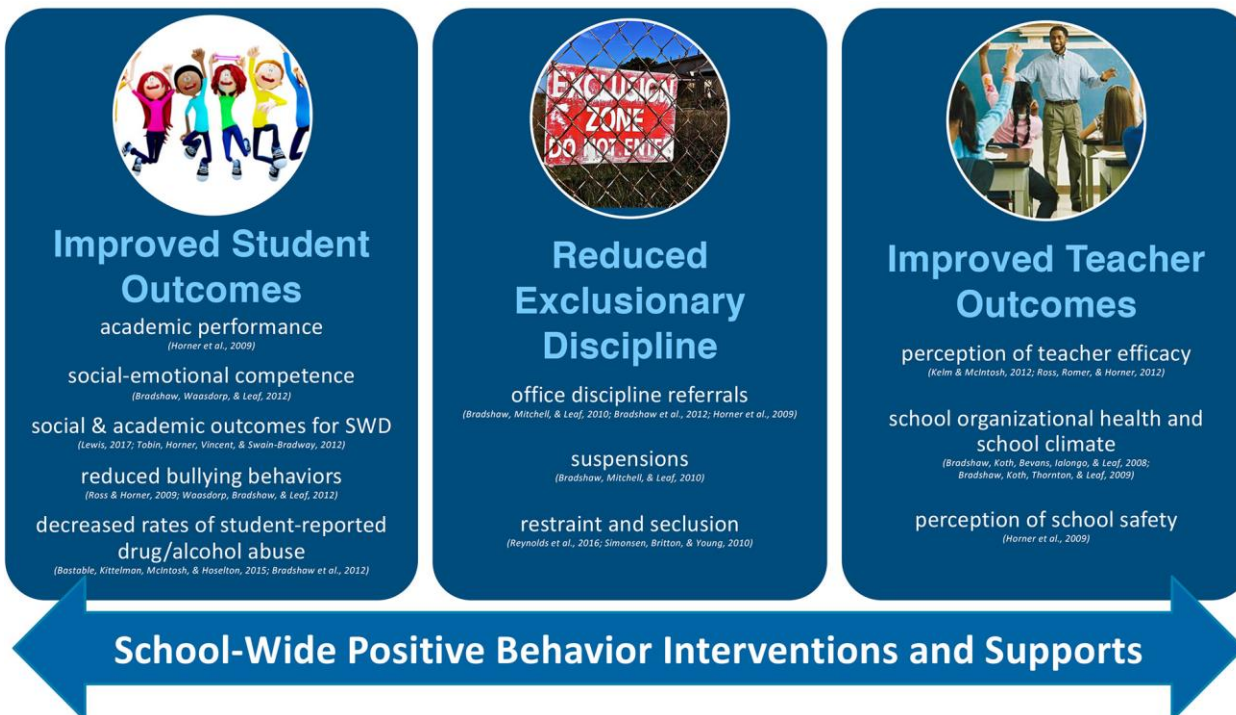 EXCLUSION
ZONE
DO NOT ENTE
Improved Student
Outcomes
academic performance
(Horner et al., 2009)
social-emotional competence
(Bradshaw, Waasdorp, & Leaf, 2012)
social & academic outcomes for SWD
(Lewis, 2017; Tobin, Horner, Vincent, & Swain-Bradway, 2012)
reduced bullying behaviors
(Ross & Horner, 2009; Waasdorp, Bradshaw, & Leaf, 2012)
decreased rates of student-reported
drug/alcohol abuse
(Bastable, Kittelman, McIntosh, & Hoselton, 2015; Bradshaw et al., 2012)
Reduced
Exclusionary
Discipline
office discipline referrals
(Bradshaw, Mitchell, & Leaf, 2010; Bradshaw et al., 2012; Horner et al., 2009)
suspensions
(Bradshaw, Mitchell, & Leaf, 2010)
restraint and seclusion
(Reynolds et al., 2016; Simonsen, Britton, & Young, 2010)
Improved Teacher
Outcomes
perception of teacher efficacy
(Kelm & McIntosh, 2012; Ross, Romer, & Horner, 2012)
school organizational health and
school climate
(Bradshaw, Koth, Bevans, Ialongo, & Leaf, 2008;
Bradshaw, Koth, Thornton, & Leaf, 2009)
perception of school safety
(Horner et al., 2009)
School-Wide Positive Behavior Interventions and Supports